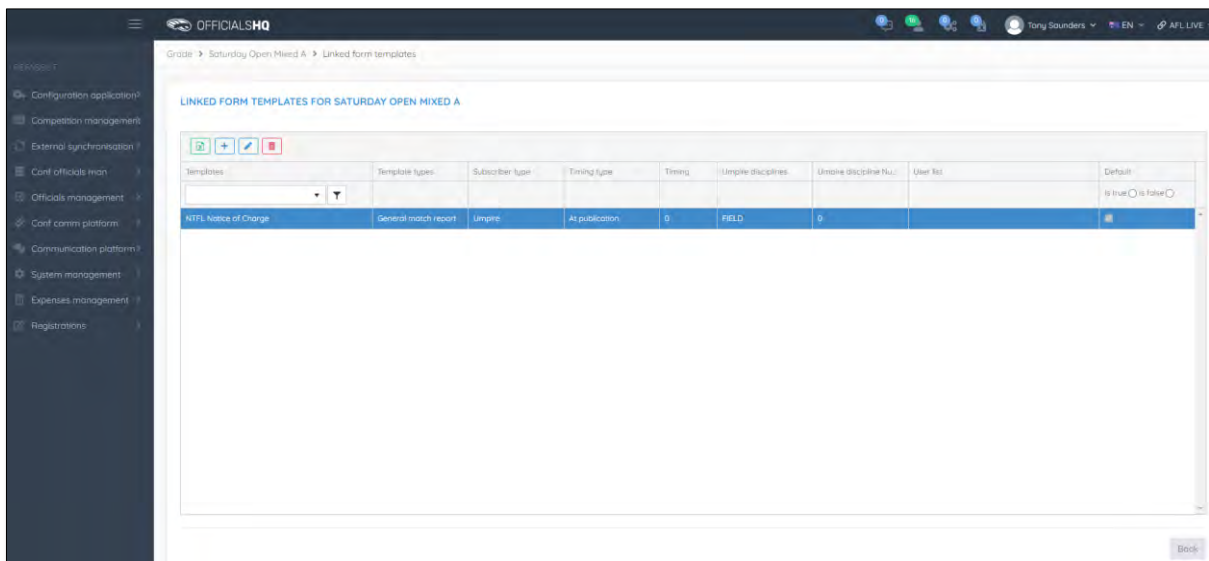 OFFICIALSHQ
Tony Saunders
EN
AFL LIVE
Grade > Saturday Open Mixed A > Linked form templates
Configuration application
Competition management
External synchronisation
Conf officials man
Officials management
Conf comm platform
Communication platform
System management
Expenses management
Registrations
LINKED FORM TEMPLATES FOR SATURDAY OPEN MIXED A
Templates Template types Subscriber type Timing type Timing Umpire disciplines Umpire discipline Nu... User list Default
is true is false
NTFL Notice of Charge General match report Umpire At publication 0 FIELD 0
Back